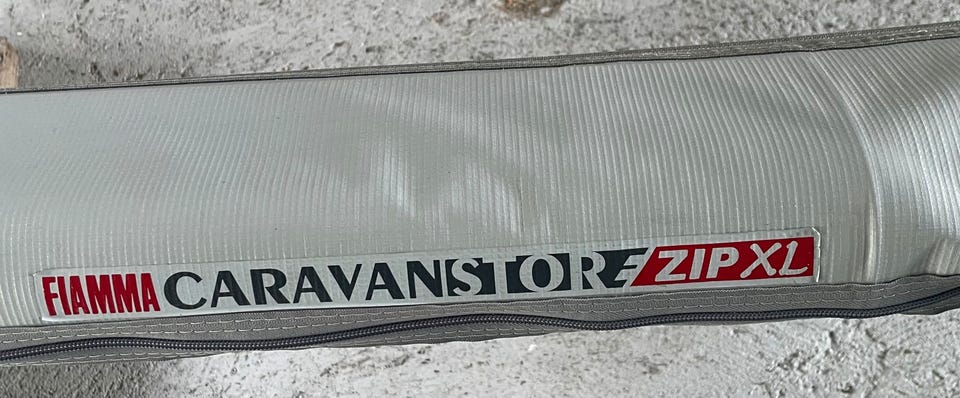 FIAMMA CARAVANSTORE ZIP XL